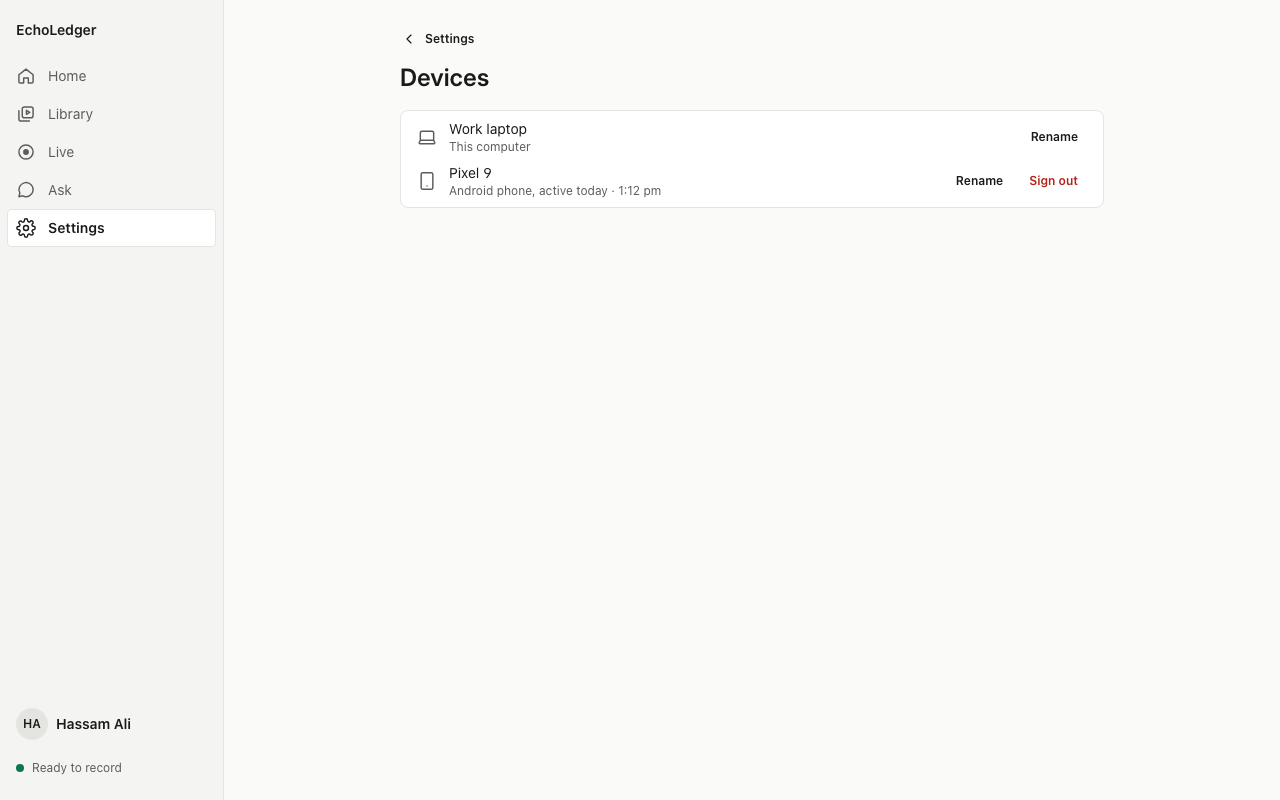 EchoLedger
Home
Library
Live
Ask
Settings
HA
Hassam Ali
Ready to record
Settings
Devices
Work laptop
This computer
Rename
Pixel 9
Android phone, active today · 1:12 pm
Rename
Sign out